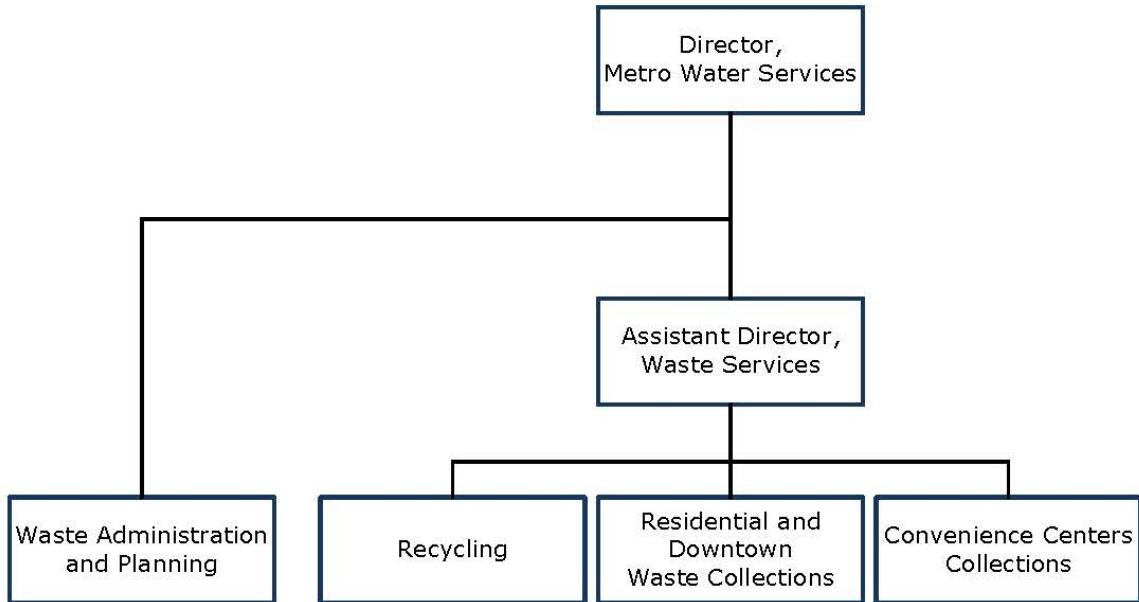 Director,
Metro Water Services
Assistant Director,
Waste Services
Waste Administration
and Planning
Recycling
Residential and
Downtown
Waste Collections
Convenience Centers
Collections